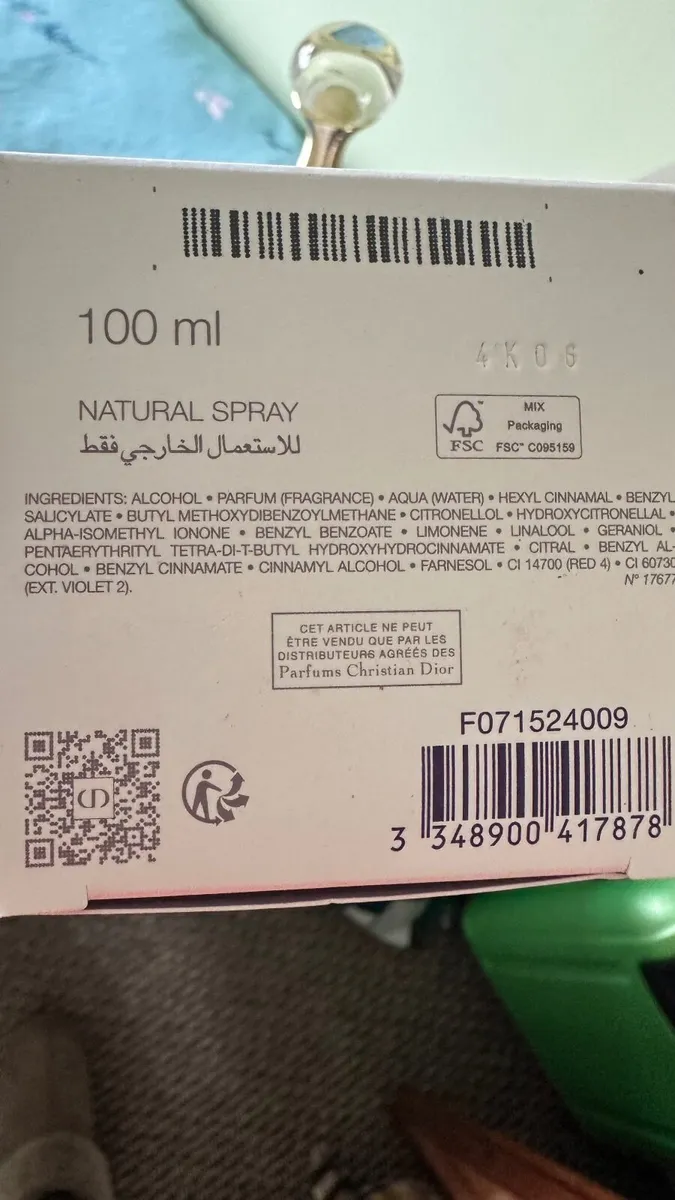 100 ml
4K06
NATURAL SPRAY
للاستعمال الخارجي فقط
MIX
Packaging
FSC FSC™ C095159
INGREDIENTS: ALCOHOL • PARFUM (FRAGRANCE) • AQUA (WATER) • HEXYL CINNAMAL • BENZYL
SALICYLATE • BUTYL METHOXYDIBENZOYLMETHANE • CITRONELLOL • HYDROXYCITRONELLAL •
ALPHA-ISOMETHYL IONONE • BENZYL BENZOATE • LIMONENE • LINALOOL • GERANIOL •
PENTAERYTHRITYL TETRA-DI-T-BUTYL HYDROXYHYDROCINNAMATE • CITRAL • BENZYL AL-
COHOL • BENZYL CINNAMATE • CINNAMYL ALCOHOL • FARNESOL • CI 14700 (RED 4) • CI 60730
(EXT. VIOLET 2). N° 17677
CET ARTICLE NE PEUT
ÊTRE VENDU QUE PAR LES
DISTRIBUTEURS AGRÉÉS DES
Parfums Christian Dior
F071524009
3 348900 417878
CD